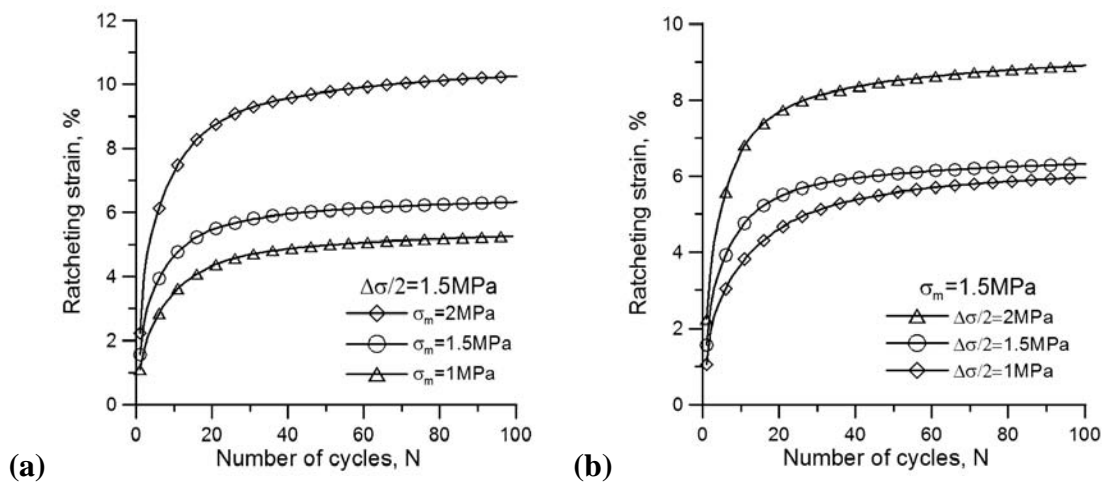 12
10
8
6
4
2
0
Ratcheting strain, %
Δσ/2=1.5MPa
σₘ=2MPa
σₘ=1.5MPa
σₘ=1MPa
0 20 40 60 80 100
Number of cycles, N
(a)
10
8
6
4
2
0
Ratcheting strain, %
σₘ=1.5MPa
Δσ/2=2MPa
Δσ/2=1.5MPa
Δσ/2=1MPa
0 20 40 60 80 100
Number of cycles, N
(b)